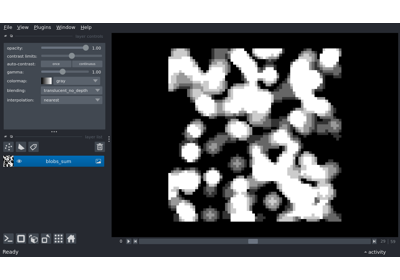 File View Plugins Window Help
opacity: 1.00
contrast limits:
auto-contrast: once continuous
gamma: 1.00
colormap: gray
blending: translucent_no_depth
interpolation: nearest
blobs_sum
Ready
activity